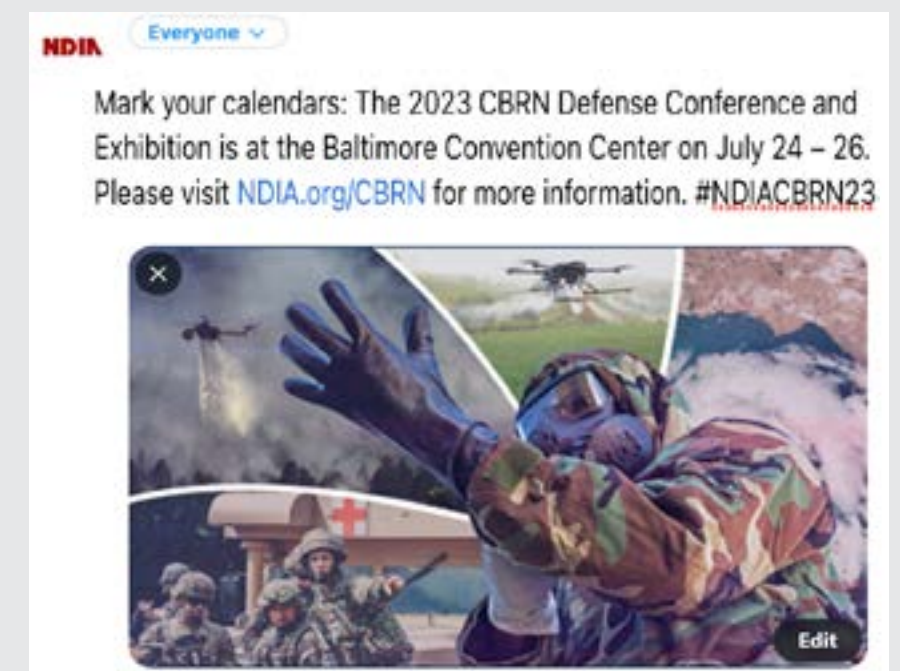 NDIA
Everyone
Mark your calendars: The 2023 CBRN Defense Conference and
Exhibition is at the Baltimore Convention Center on July 24 – 26.
Please visit NDIA.org/CBRN for more information. #NDIACBRN23
Edit